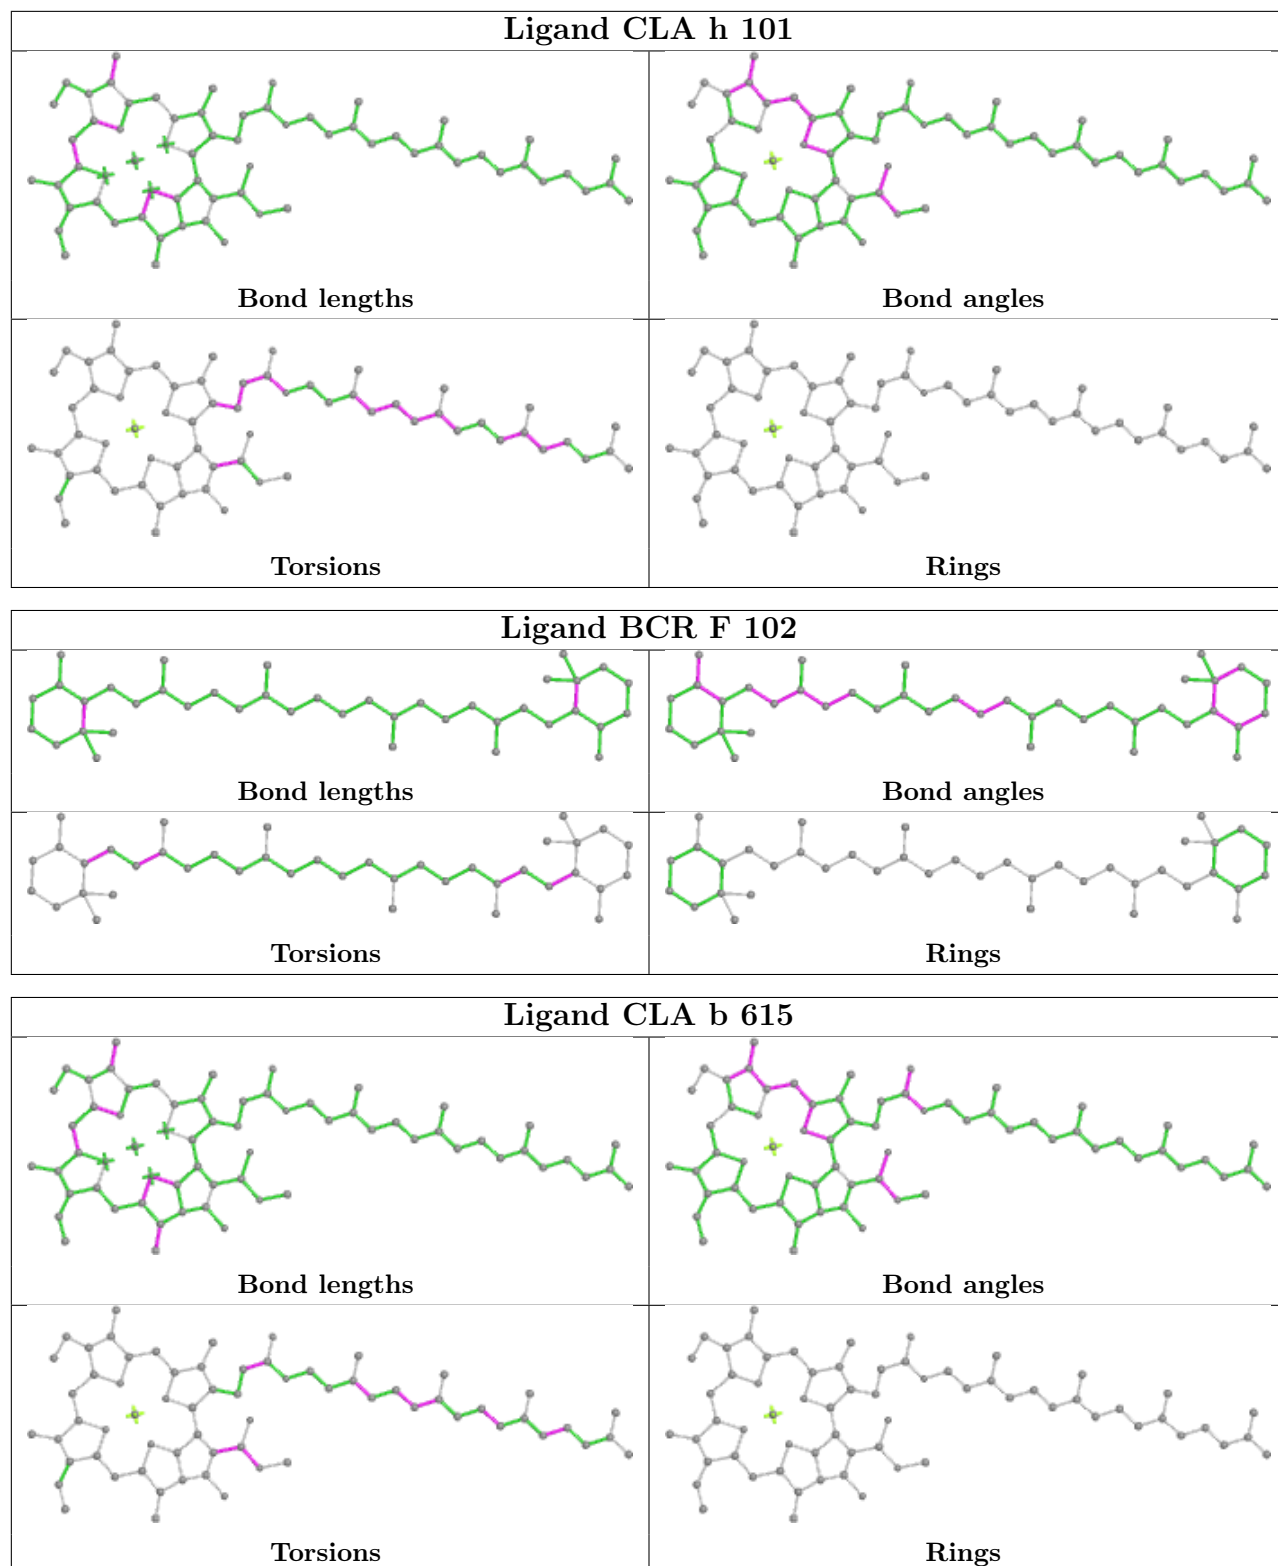 Ligand CLA h 101
Bond lengths
Bond angles
Torsions
Rings
Ligand BCR F 102
Bond lengths
Bond angles
Torsions
Rings
Ligand CLA b 615
Bond lengths
Bond angles
Torsions
Rings